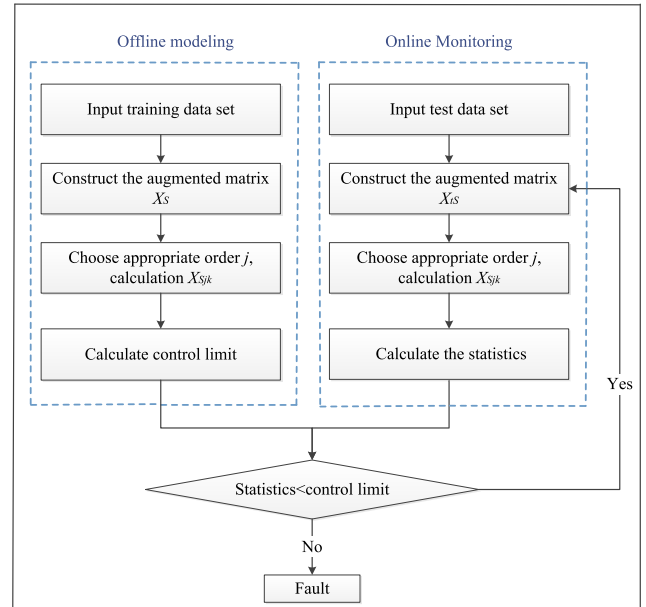 Offline modeling
Online Monitoring
Input training data set
Construct the augmented matrix
XS
Choose appropriate order j,
calculation XSjk
Calculate control limit
Input test data set
Construct the augmented matrix
XtS
Choose appropriate order j,
calculation XSjk
Calculate the statistics
Yes
Statistics<control limit
No
Fault